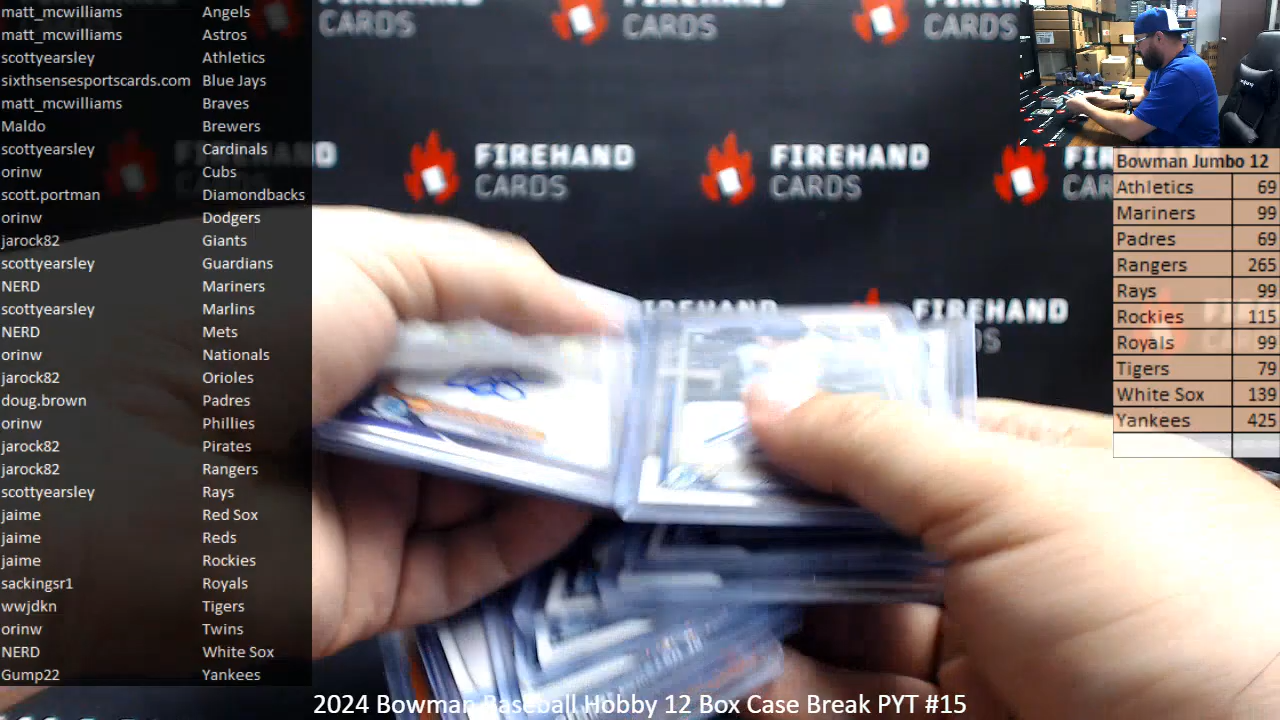 matt_mcwilliams Angels
matt_mcwilliams Astros
scottyearsley Athletics
sixthsensesportscards.com Blue Jays
matt_mcwilliams Braves
Maldo Brewers
scottyearsley Cardinals
orinw Cubs
scott.portman Diamondbacks
orinw Dodgers
jarock82 Giants
scottyearsley Guardians
NERD Mariners
scottyearsley Marlins
NERD Mets
orinw Nationals
jarock82 Orioles
doug.brown Padres
orinw Phillies
jarock82 Pirates
jarock82 Rangers
scottyearsley Rays
jaime Red Sox
jaime Reds
jaime Rockies
sackingsr1 Royals
wwjdkn Tigers
orinw Twins
NERD White Sox
Gump22 Yankees
CARDS
CARDS
CARDS
FIREHAND
CARDS
FIREHAND
CARDS
FIREHAND
FIREHAND
Bowman Jumbo 12
Athletics 69
Mariners 99
Padres 69
Rangers 265
Rays 99
Rockies 115
Royals 99
Tigers 79
White Sox 139
Yankees 425
2024 Bowman Baseball Hobby 12 Box Case Break PYT #15